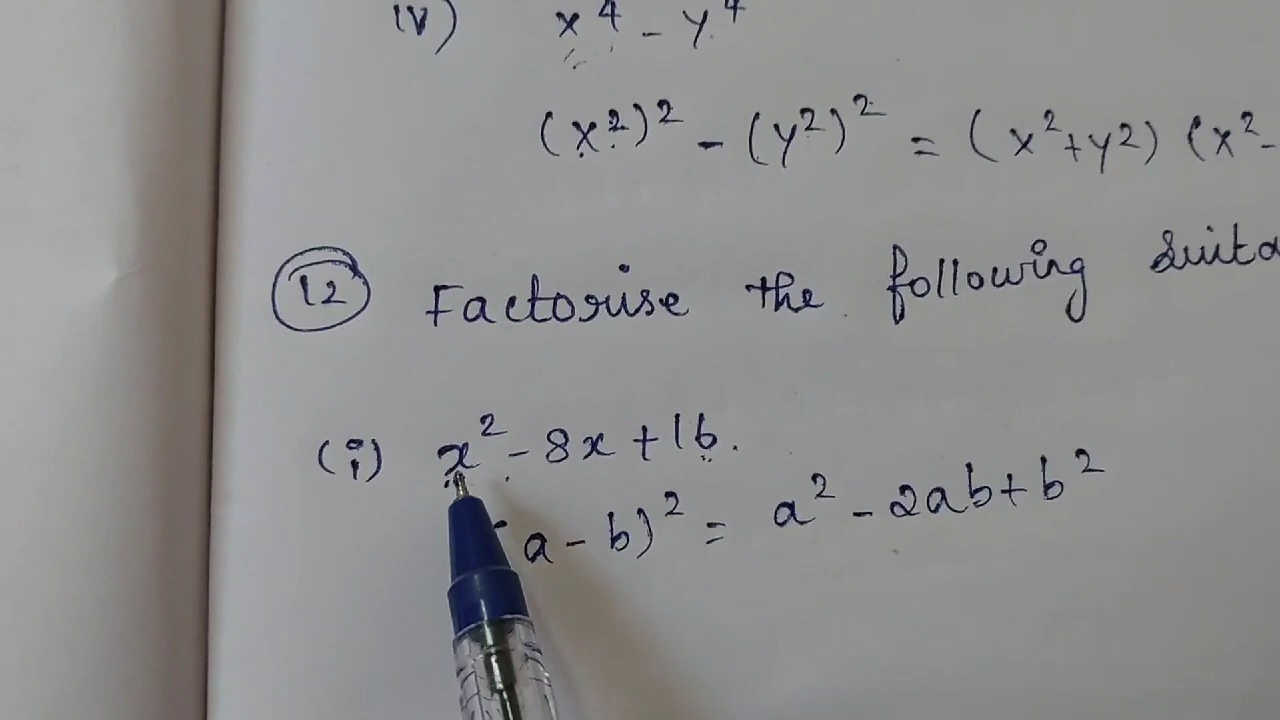 (v) x⁴ - y⁴
(x²)² - (y²)² = (x²+y²) (x²-
12 Factorise the following
(i) x² - 8x + 16.
(a - b)² = a² - 2ab + b²